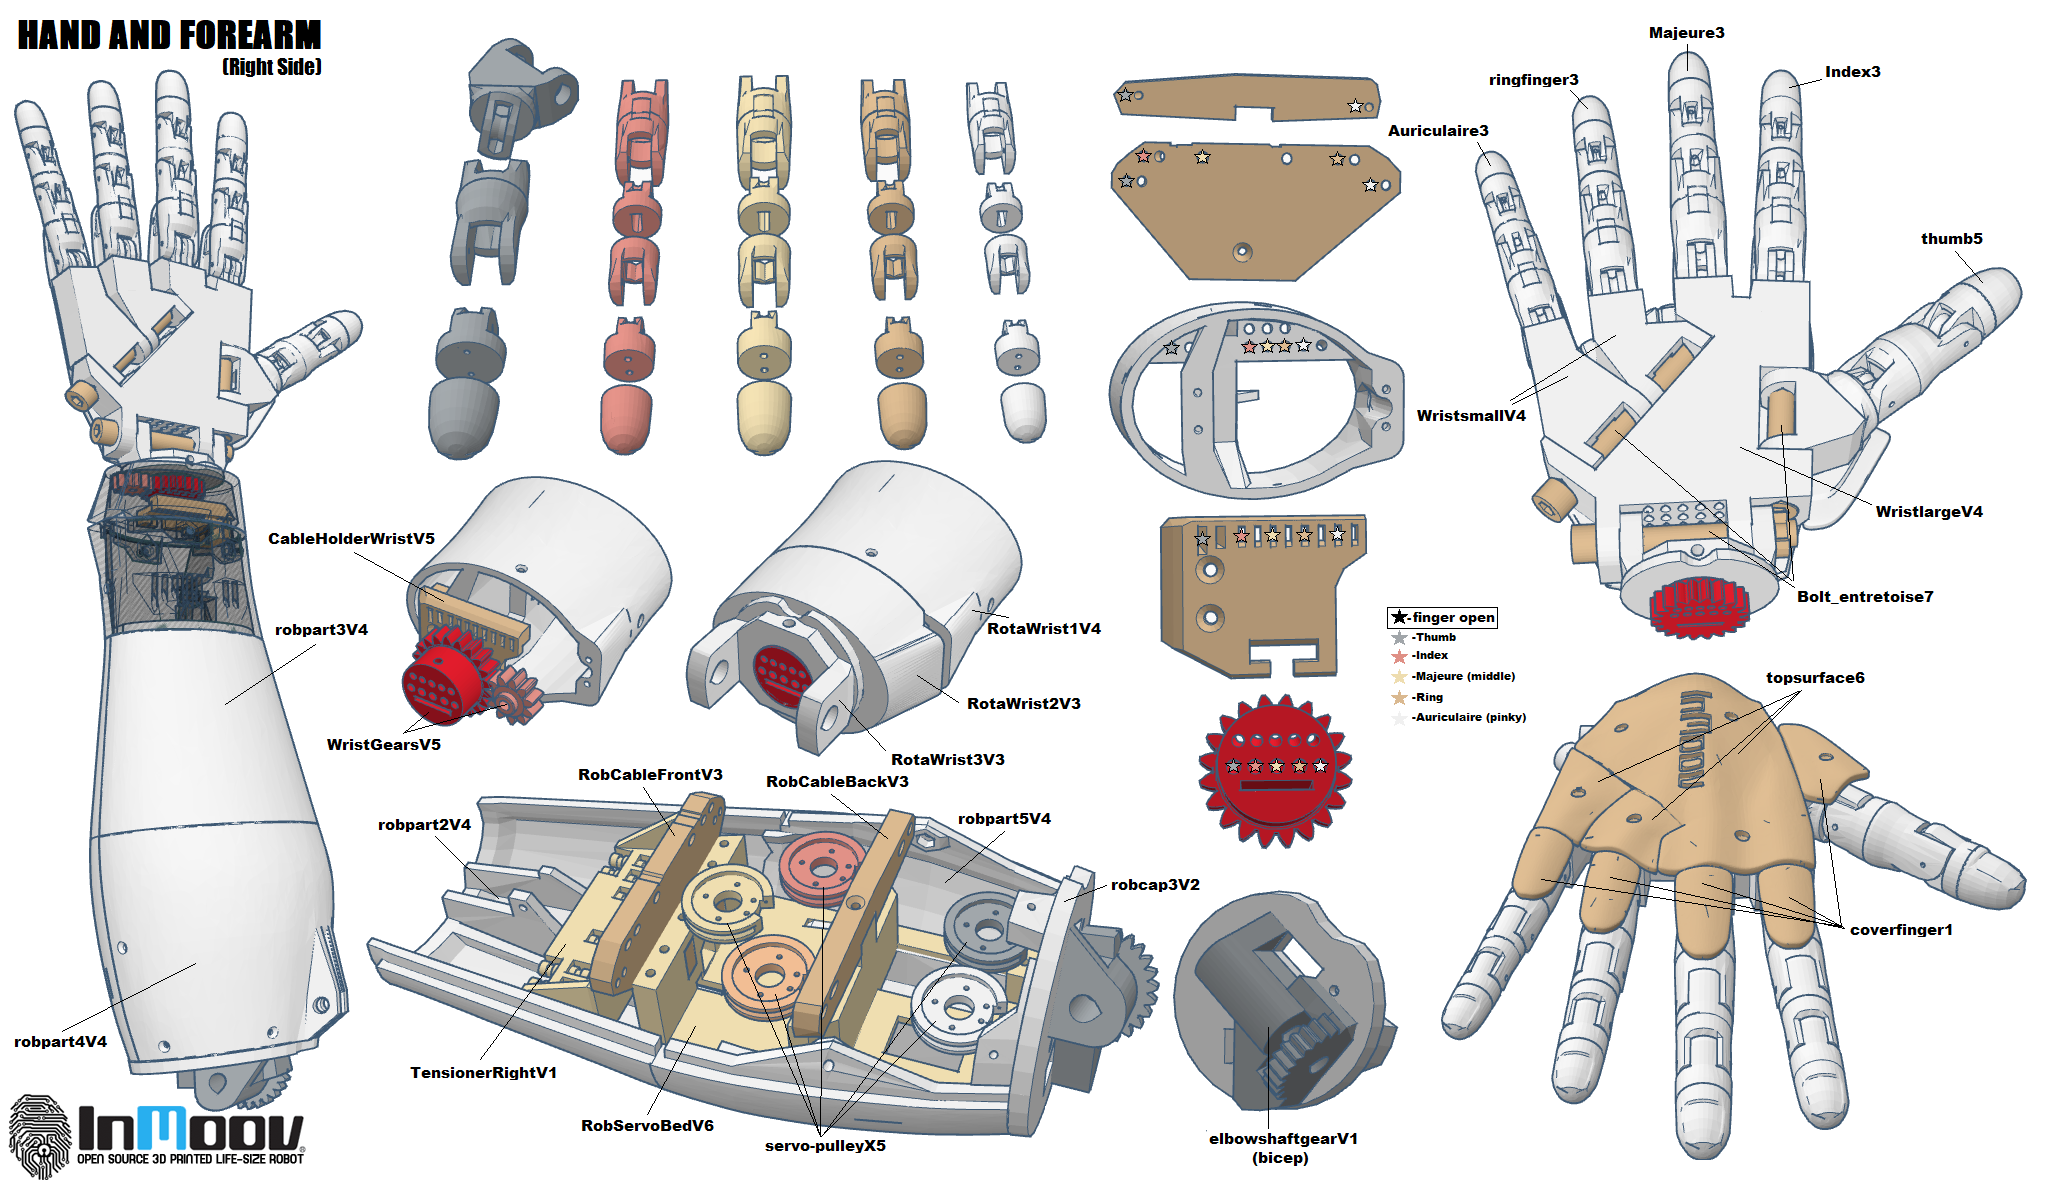 HAND AND FOREARM
(Right Side)
Majeure3
ringfinger3
Index3
Auriculaire3
thumb5
WristsmallV4
WristlargeV4
Bolt_entretoise7
CableHolderWristV5
robpart3V4
RotaWrist1V4
RotaWrist2V3
RotaWrist3V3
WristGearsV5
-finger open
-Thumb
-Index
-Majeure (middle)
-Ring
-Auriculaire (pinky)
topsurface6
InMoov
coverfinger1
RobCableFrontV3
RobCableBackV3
robpart2V4
robpart5V4
robcap3V2
robpart4V4
TensionerRightV1
RobServoBedV6
servo-pulleyX5
elbowshaftgearV1
(bicep)
InMoov®
OPEN SOURCE 3D PRINTED LIFE-SIZE ROBOT